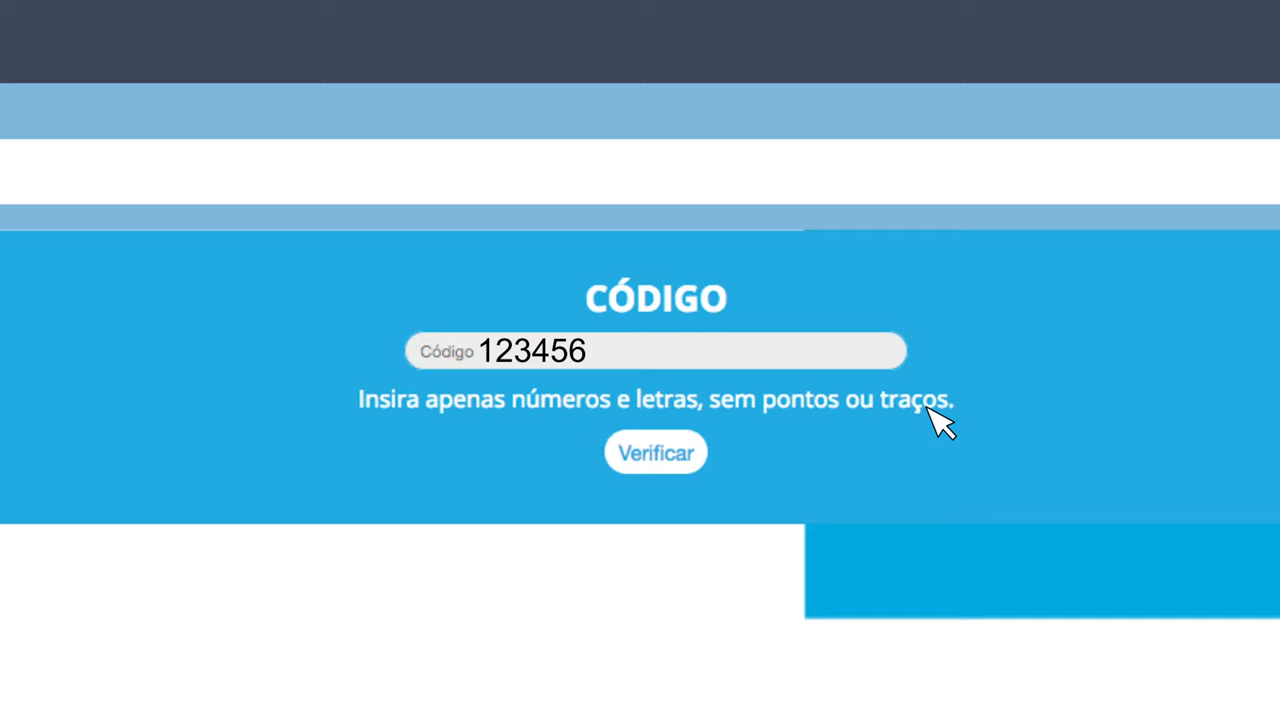 CÓDIGO
Código 123456
Insira apenas números e letras, sem pontos ou traços.
Verificar